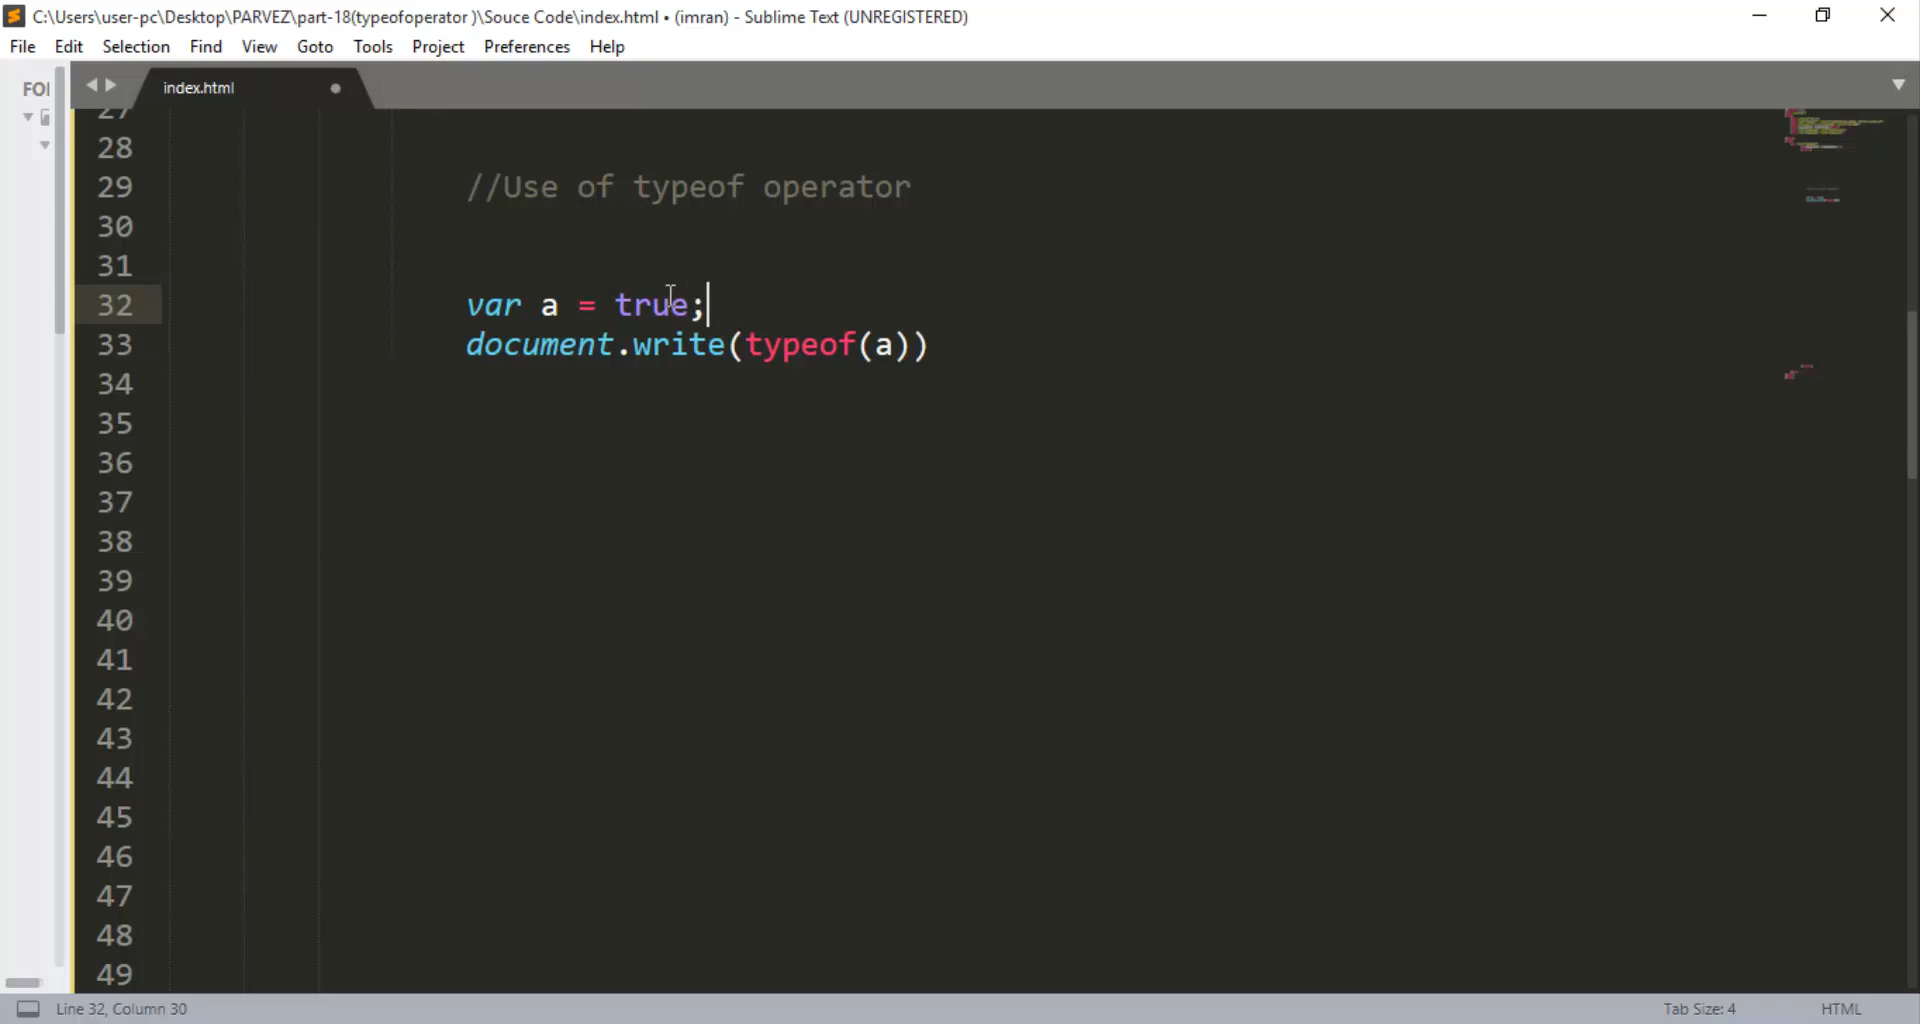 C:\Users\user-pc\Desktop\PARVEZ\part-18(typeofoperator )\Souce Code\index.html • (imran) - Sublime Text (UNREGISTERED)
File Edit Selection Find View Goto Tools Project Preferences Help
FOI
index.html
27
28
29 //Use of typeof operator
30
31
32 var a = true;
33 document.write(typeof(a))
34
35
36
37
38
39
40
41
42
43
44
45
46
47
48
49
Line 32, Column 30 Tab Size: 4 HTML